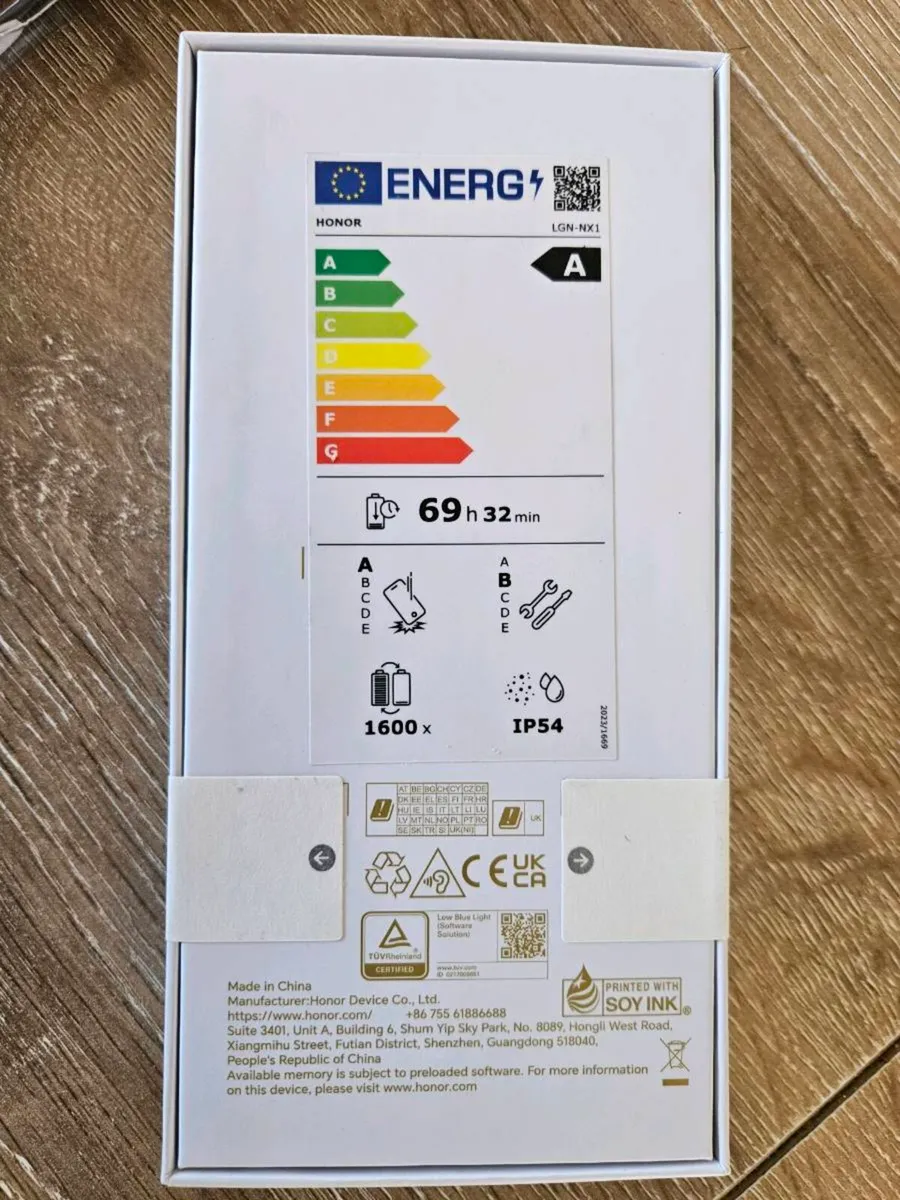 ENERG
HONOR
LGN-NX1
A
A
B
C
D
E
F
G
69 h 32 min
A
B
C
D
E
A
B
C
D
E
1600 x
IP54
2023/1669
AT BE BG CH CY CZ DE
DK EE EL ES FI FR HR
HU IE IS IT LT LI LU
LV MT NL NO PL PT RO
SE SK TR SI UK(NI)
UK
CE
UK
CA
TÜVRheinland
CERTIFIED
Low Blue Light
(Software
Solution)
www.tuv.com
PRINTED WITH
SOY INK
Made in China
Manufacturer:Honor Device Co., Ltd.
https://www.honor.com/ +86 755 61886688
Suite 3401, Unit A, Building 6, Shum Yip Sky Park, No. 8089, Hongli West Road,
Xiangmihu Street, Futian District, Shenzhen, Guangdong 518040,
People's Republic of China
Available memory is subject to preloaded software. For more information
on this device, please visit www.honor.com